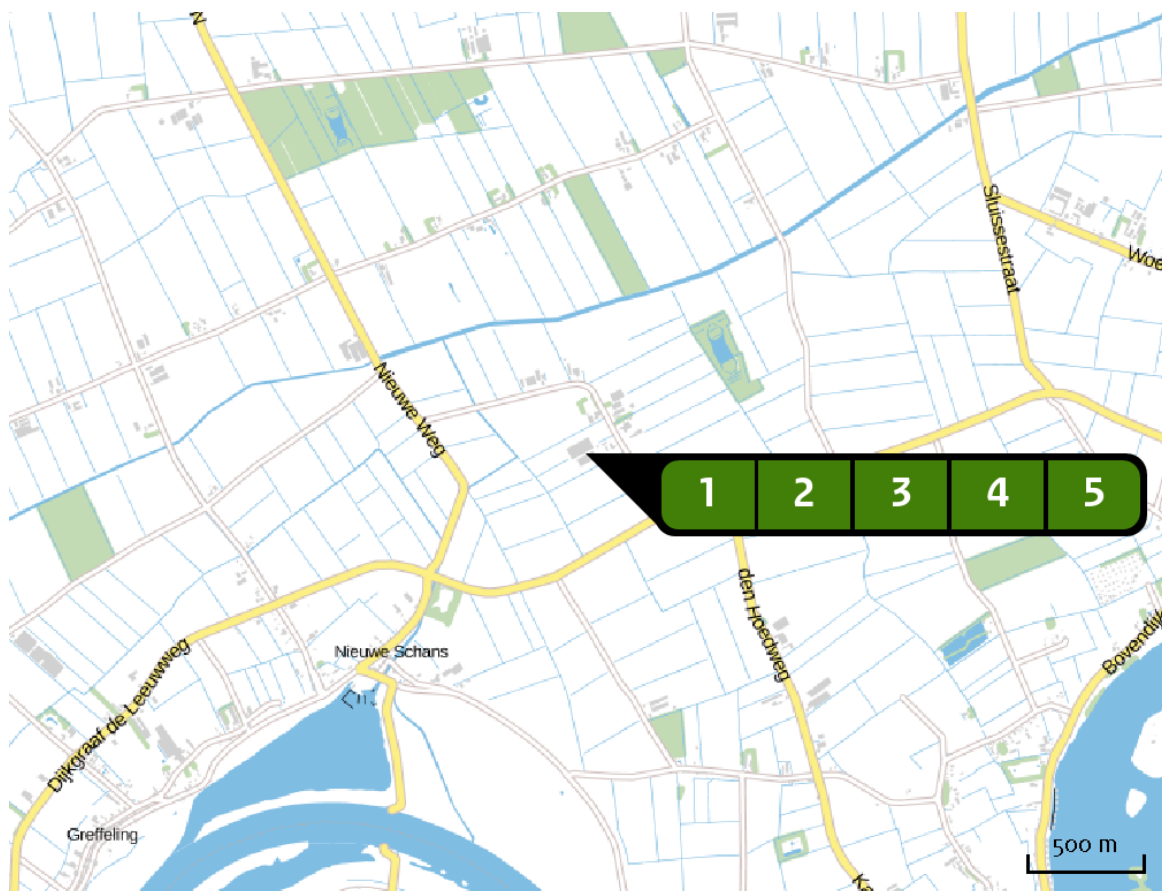 N
Sluissestraat
Woe
Nieuwe Weg
1 2 3 4 5
den Hoedweg
Nieuwe Schans
Bovendijk
Dijkgraaf de Leeuwweg
Greffeling
500 m
Ka